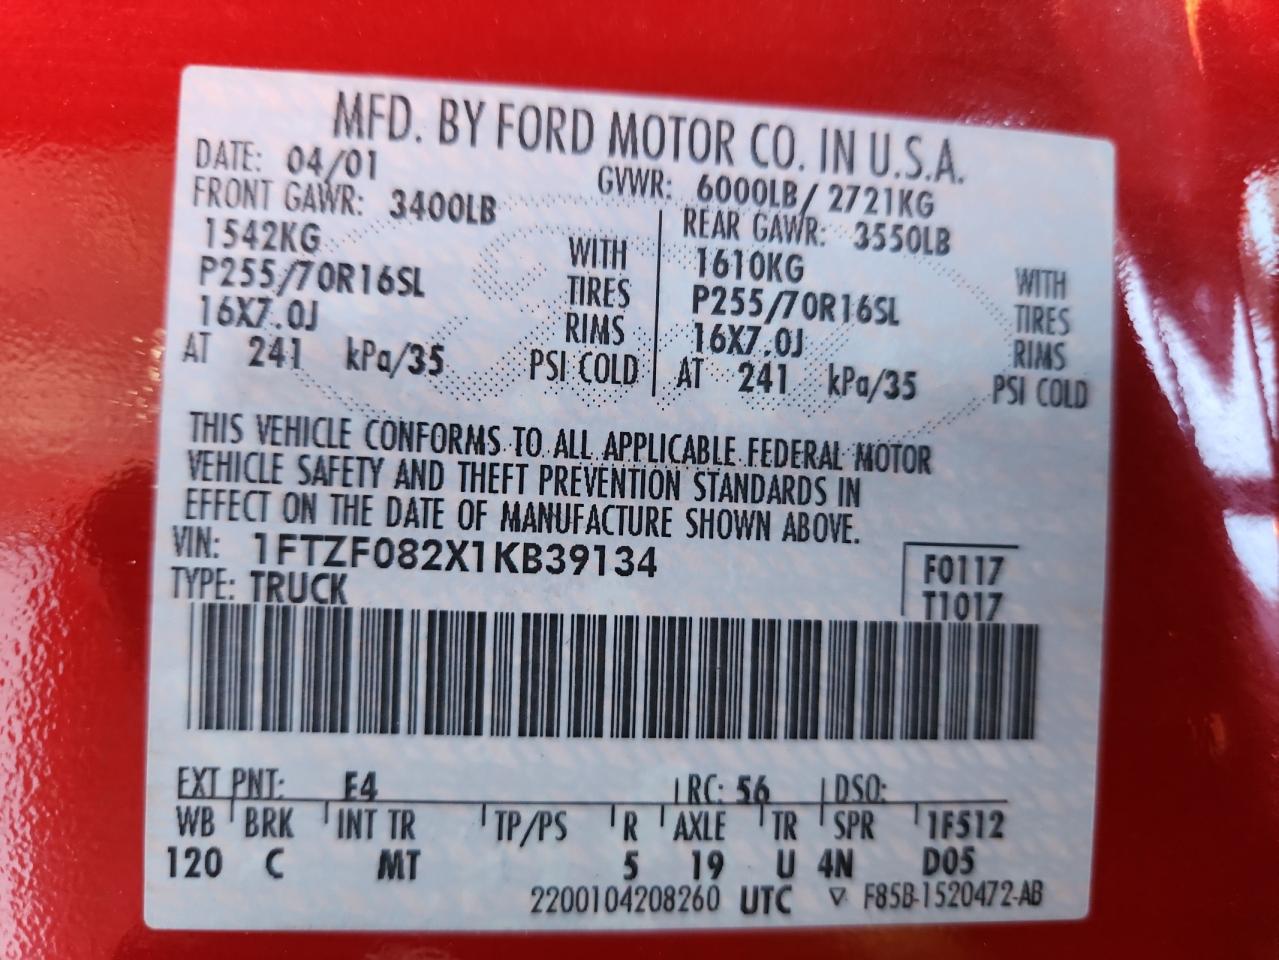 MFD. BY FORD MOTOR CO. IN U.S.A.
DATE: 04/01 GVWR: 6000LB/2721KG
FRONT GAWR: 3400LB REAR GAWR: 3550LB
1542KG WITH 1610KG WITH
P255/70R16SL TIRES P255/70R16SL TIRES
16X7.0J RIMS 16X7.0J RIMS
AT 241 kPa/35 PSI COLD AT 241 kPa/35 PSI COLD
THIS VEHICLE CONFORMS TO ALL APPLICABLE FEDERAL MOTOR
VEHICLE SAFETY AND THEFT PREVENTION STANDARDS IN
EFFECT ON THE DATE OF MANUFACTURE SHOWN ABOVE.
VIN: 1FTZF082X1KB39134 F0117
TYPE: TRUCK T1017
EXT PNT: E4 RC: 56 DSO:
WB BRK INT TR TP/PS R AXLE TR SPR 1F512
120 C MT 5 19 U 4N D05
2200104208260 UTC ▽ F85B-1520472-AB